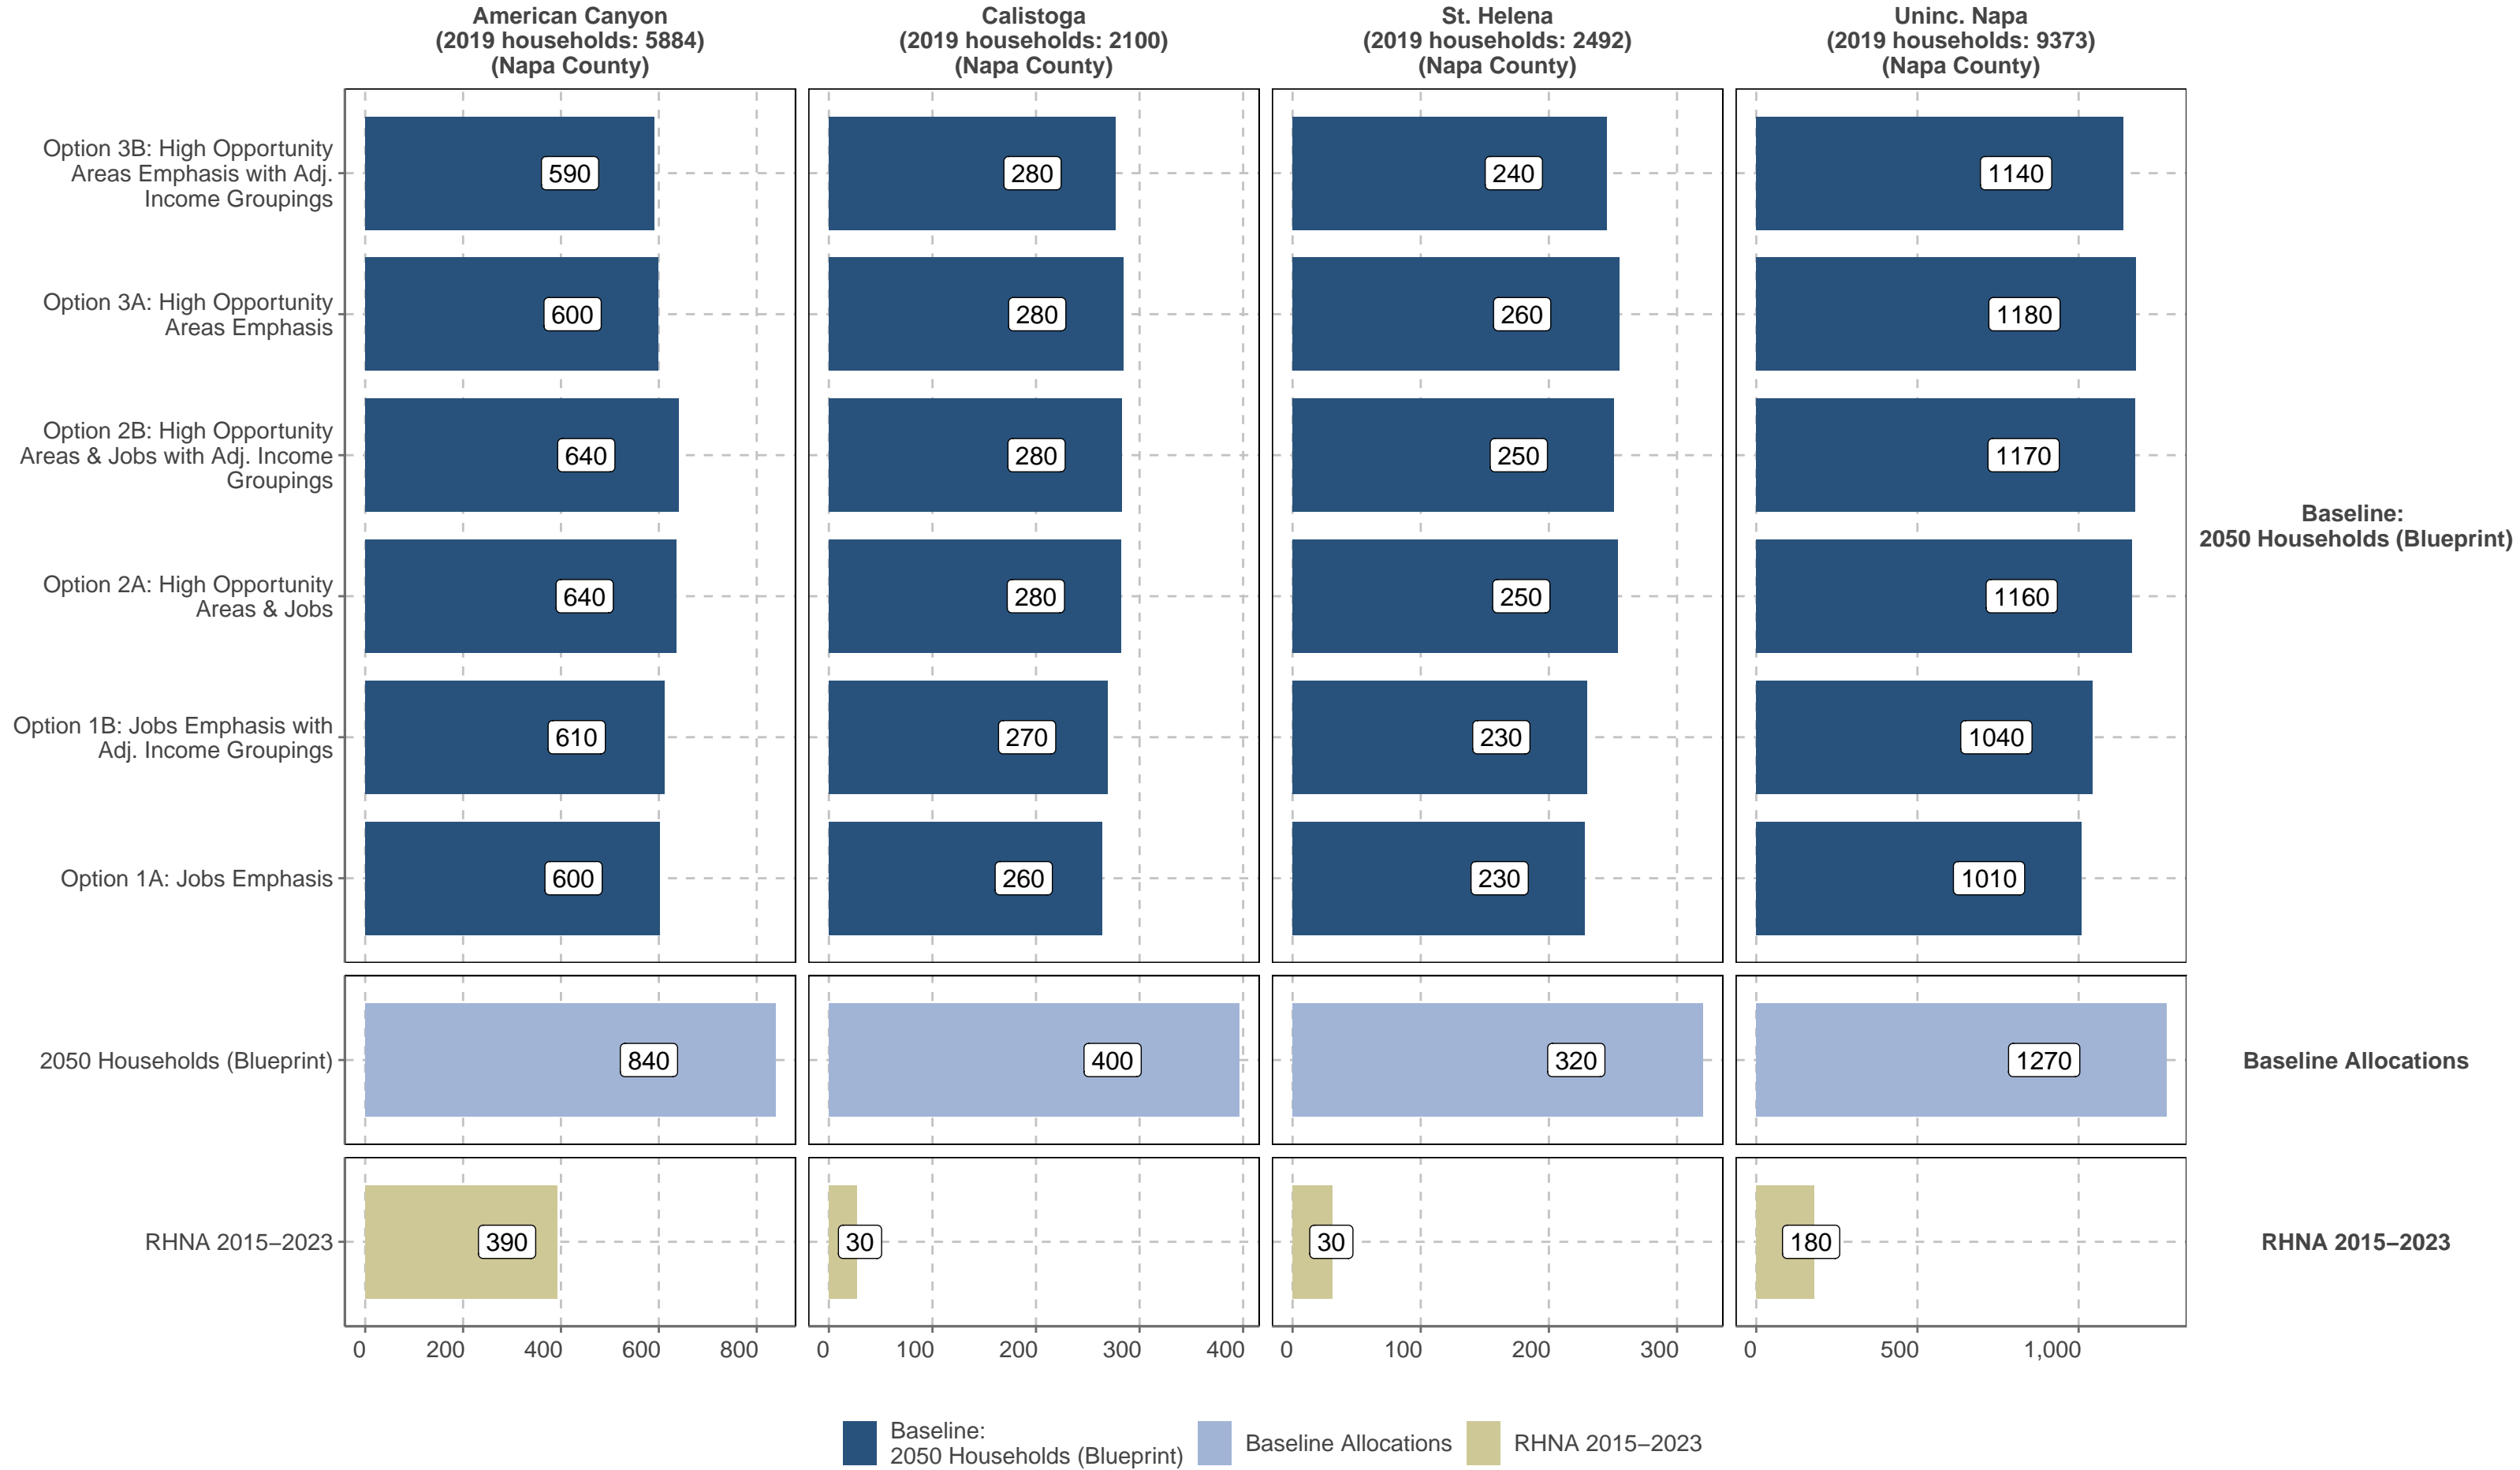 American Canyon
(2019 households: 5884)
(Napa County)
Calistoga
(2019 households: 2100)
(Napa County)
St. Helena
(2019 households: 2492)
(Napa County)
Uninc. Napa
(2019 households: 9373)
(Napa County)
Option 3B: High Opportunity
Areas Emphasis with Adj.
Income Groupings
590
280
240
1140
Option 3A: High Opportunity
Areas Emphasis
600
280
260
1180
Option 2B: High Opportunity
Areas & Jobs with Adj. Income
Groupings
640
280
250
1170
Baseline:
2050 Households (Blueprint)
Option 2A: High Opportunity
Areas & Jobs
640
280
250
1160
Option 1B: Jobs Emphasis with
Adj. Income Groupings
610
270
230
1040
Option 1A: Jobs Emphasis
600
260
230
1010
2050 Households (Blueprint)
840
400
320
1270
Baseline Allocations
RHNA 2015−2023
390
30
30
180
RHNA 2015−2023
0 200 400 600 800
0 100 200 300 400
0 100 200 300
0 500 1,000
Baseline:
2050 Households (Blueprint)
Baseline Allocations
RHNA 2015−2023